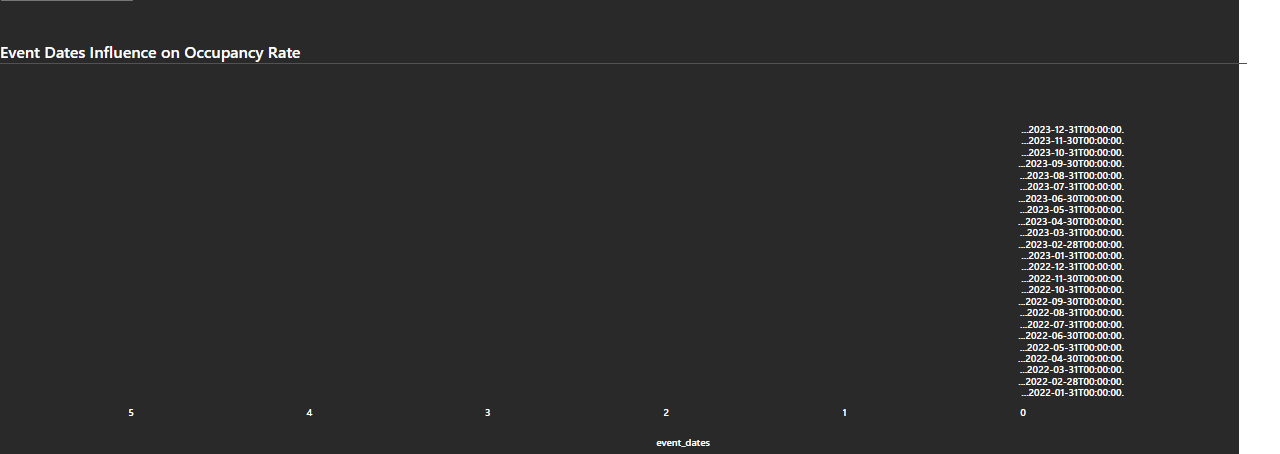 Event Dates Influence on Occupancy Rate
...2023-12-31T00:00:00.
...2023-11-30T00:00:00.
...2023-10-31T00:00:00.
...2023-09-30T00:00:00.
...2023-08-31T00:00:00.
...2023-07-31T00:00:00.
...2023-06-30T00:00:00.
...2023-05-31T00:00:00.
...2023-04-30T00:00:00.
...2023-03-31T00:00:00.
...2023-02-28T00:00:00.
...2023-01-31T00:00:00.
...2022-12-31T00:00:00.
...2022-11-30T00:00:00.
...2022-10-31T00:00:00.
...2022-09-30T00:00:00.
...2022-08-31T00:00:00.
...2022-07-31T00:00:00.
...2022-06-30T00:00:00.
...2022-05-31T00:00:00.
...2022-04-30T00:00:00.
...2022-03-31T00:00:00.
...2022-02-28T00:00:00.
...2022-01-31T00:00:00.
5 4 3 2 1 0
event_dates